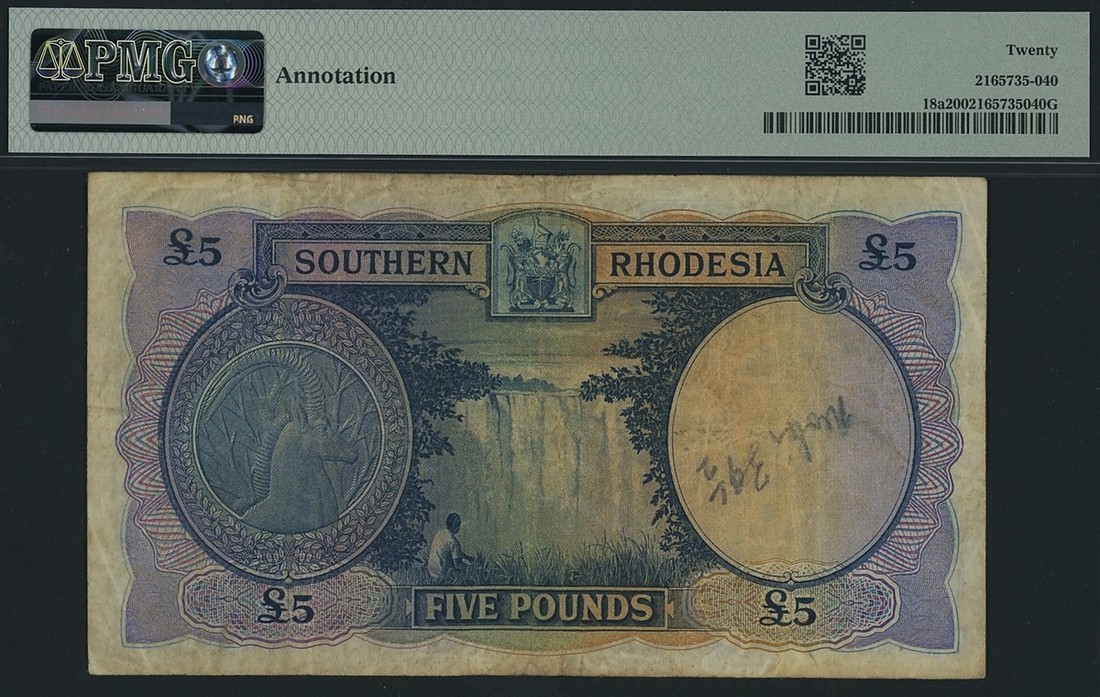 PMG
PNG
Annotation
Twenty
2165735-040
18a2002165735040G
£5
SOUTHERN
RHODESIA
£5
£5
FIVE POUNDS
£5